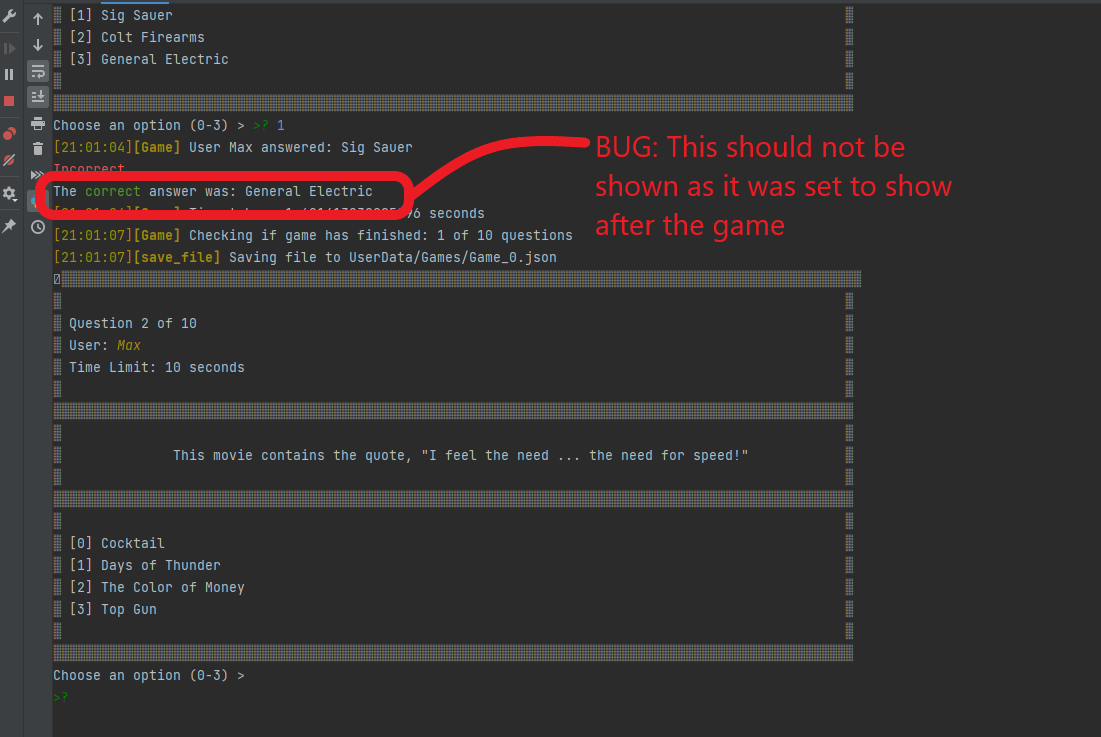 [1] Sig Sauer
[2] Colt Firearms
[3] General Electric
Choose an option (0-3) > >? 1
[21:01:04][Game] User Max answered: Sig Sauer
Incorrect
The correct answer was: General Electric
96 seconds
[21:01:07][Game] Checking if game has finished: 1 of 10 questions
[21:01:07][save_file] Saving file to UserData/Games/Game_0.json
BUG: This should not be
shown as it was set to show
after the game
Question 2 of 10
User: Max
Time Limit: 10 seconds
This movie contains the quote, "I feel the need ... the need for speed!"
[0] Cocktail
[1] Days of Thunder
[2] The Color of Money
[3] Top Gun
Choose an option (0-3) >
>?